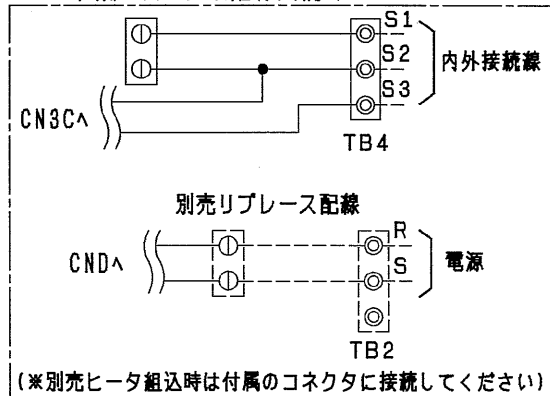 S1
S2
内外接続線
S3
CN3Cへ
TB4
別売リプレース配線
R
CNDへ
S
電源
TB2
(※別売ヒータ組込時は付属のコネクタに接続してください)